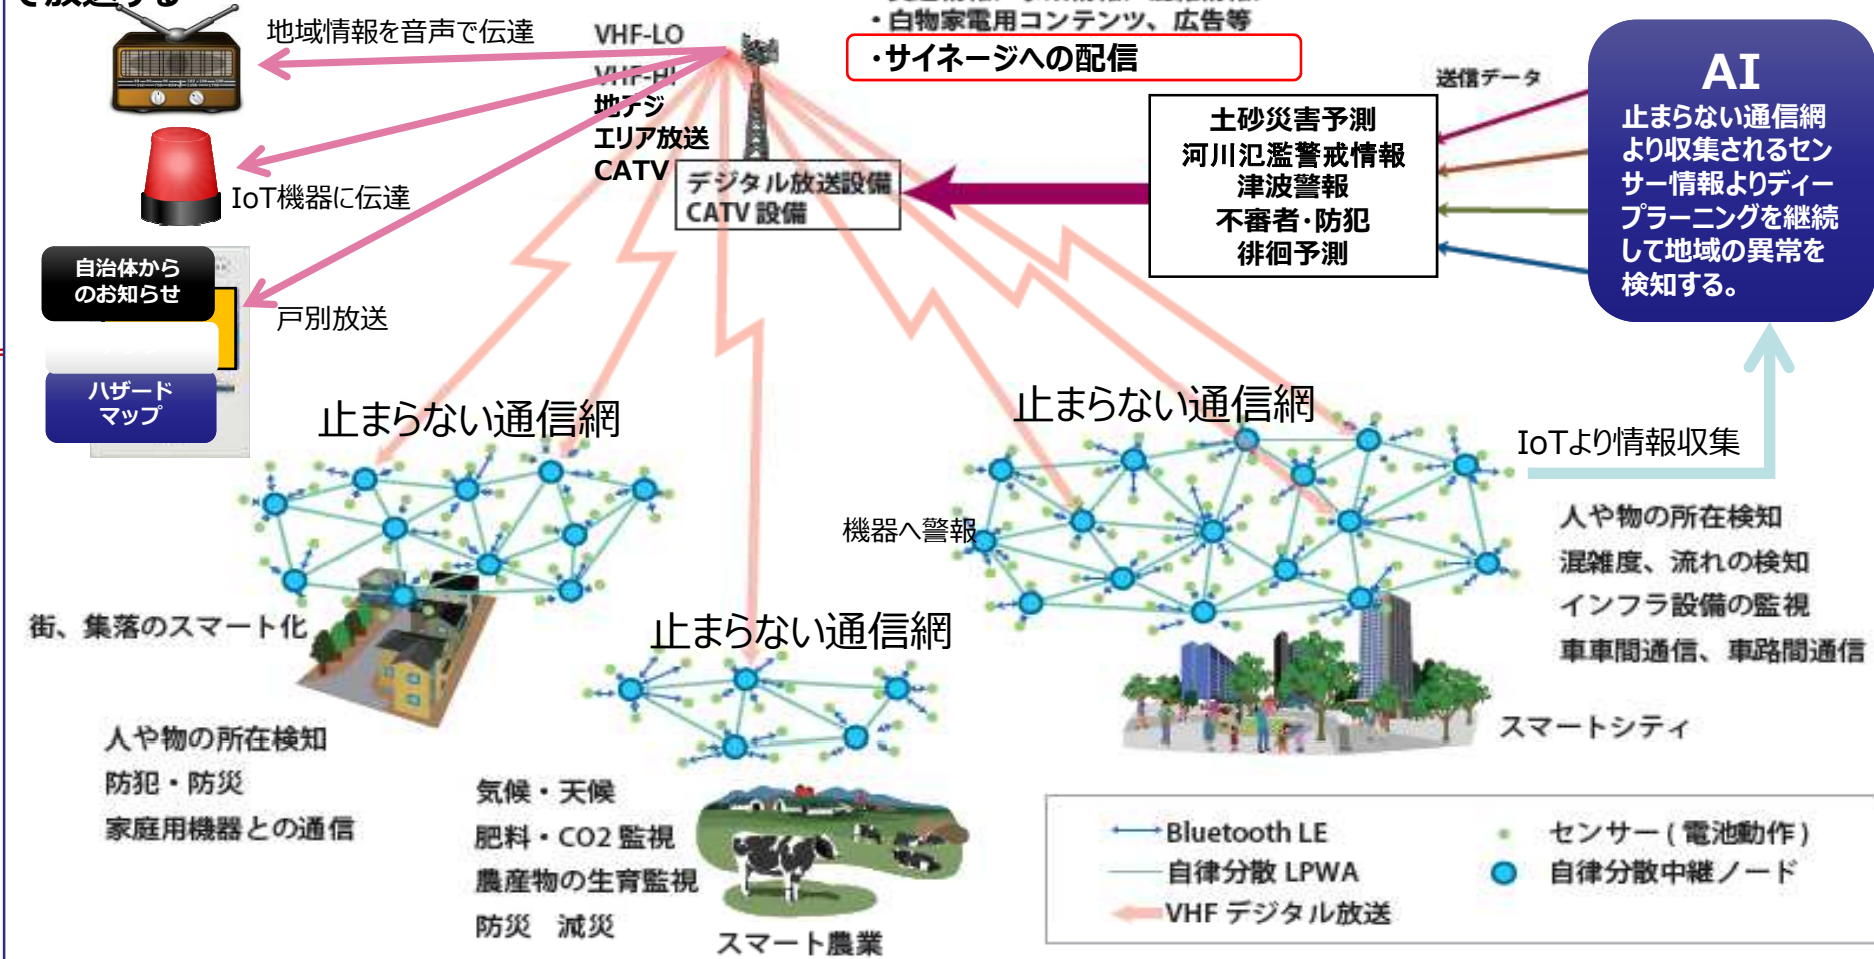 で放送する
地域情報を音声で伝達
IoT機器に伝達
戸別放送
自治体から
のお知らせ
ハザード
マップ
VHF-LO
VHF-HI
地デジ
エリア放送
CATV
デジタル放送設備
CATV 設備
・白物家電用コンテンツ、広告等
・サイネージへの配信
土砂災害予測
河川氾濫警戒情報
津波警報
不審者・防犯
徘徊予測
送信データ
AI
止まらない通信網
より収集されるセン
サー情報よりディー
プラーニングを継続
して地域の異常を
検知する。
IoTより情報収集
止まらない通信網
止まらない通信網
機器へ警報
止まらない通信網
街、集落のスマート化
人や物の所在検知
防犯・防災
家庭用機器との通信
気候・天候
肥料・CO2 監視
農産物の生育監視
防災 減災
スマート農業
人や物の所在検知
混雑度、流れの検知
インフラ設備の監視
車車間通信、車路間通信
スマートシティ
Bluetooth LE
自律分散 LPWA
VHF デジタル放送
センサー ( 電池動作 )
自律分散中継ノード